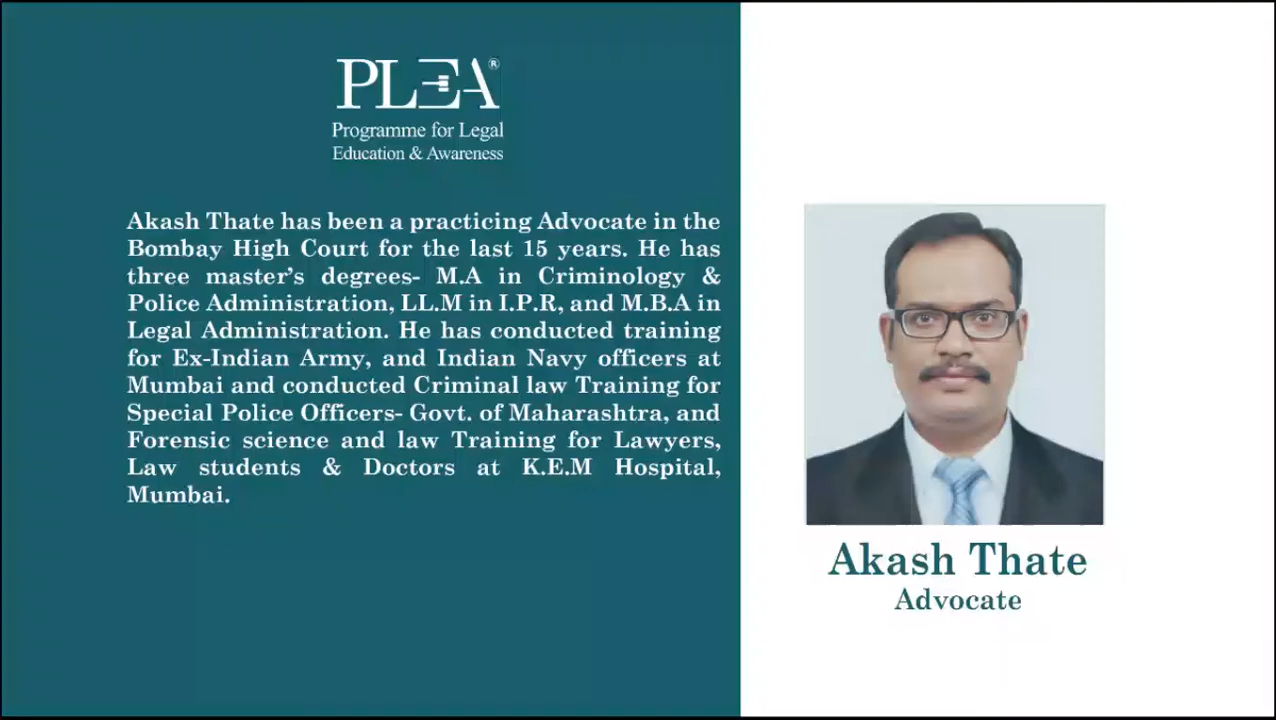 PLEA®
Programme for Legal
Education & Awareness
Akash Thate has been a practicing Advocate in the
Bombay High Court for the last 15 years. He has
three master's degrees- M.A in Criminology &
Police Administration, LL.M in I.P.R, and M.B.A in
Legal Administration. He has conducted training
for Ex-Indian Army, and Indian Navy officers at
Mumbai and conducted Criminal law Training for
Special Police Officers- Govt. of Maharashtra, and
Forensic science and law Training for Lawyers,
Law students & Doctors at K.E.M Hospital,
Mumbai.
Akash Thate
Advocate